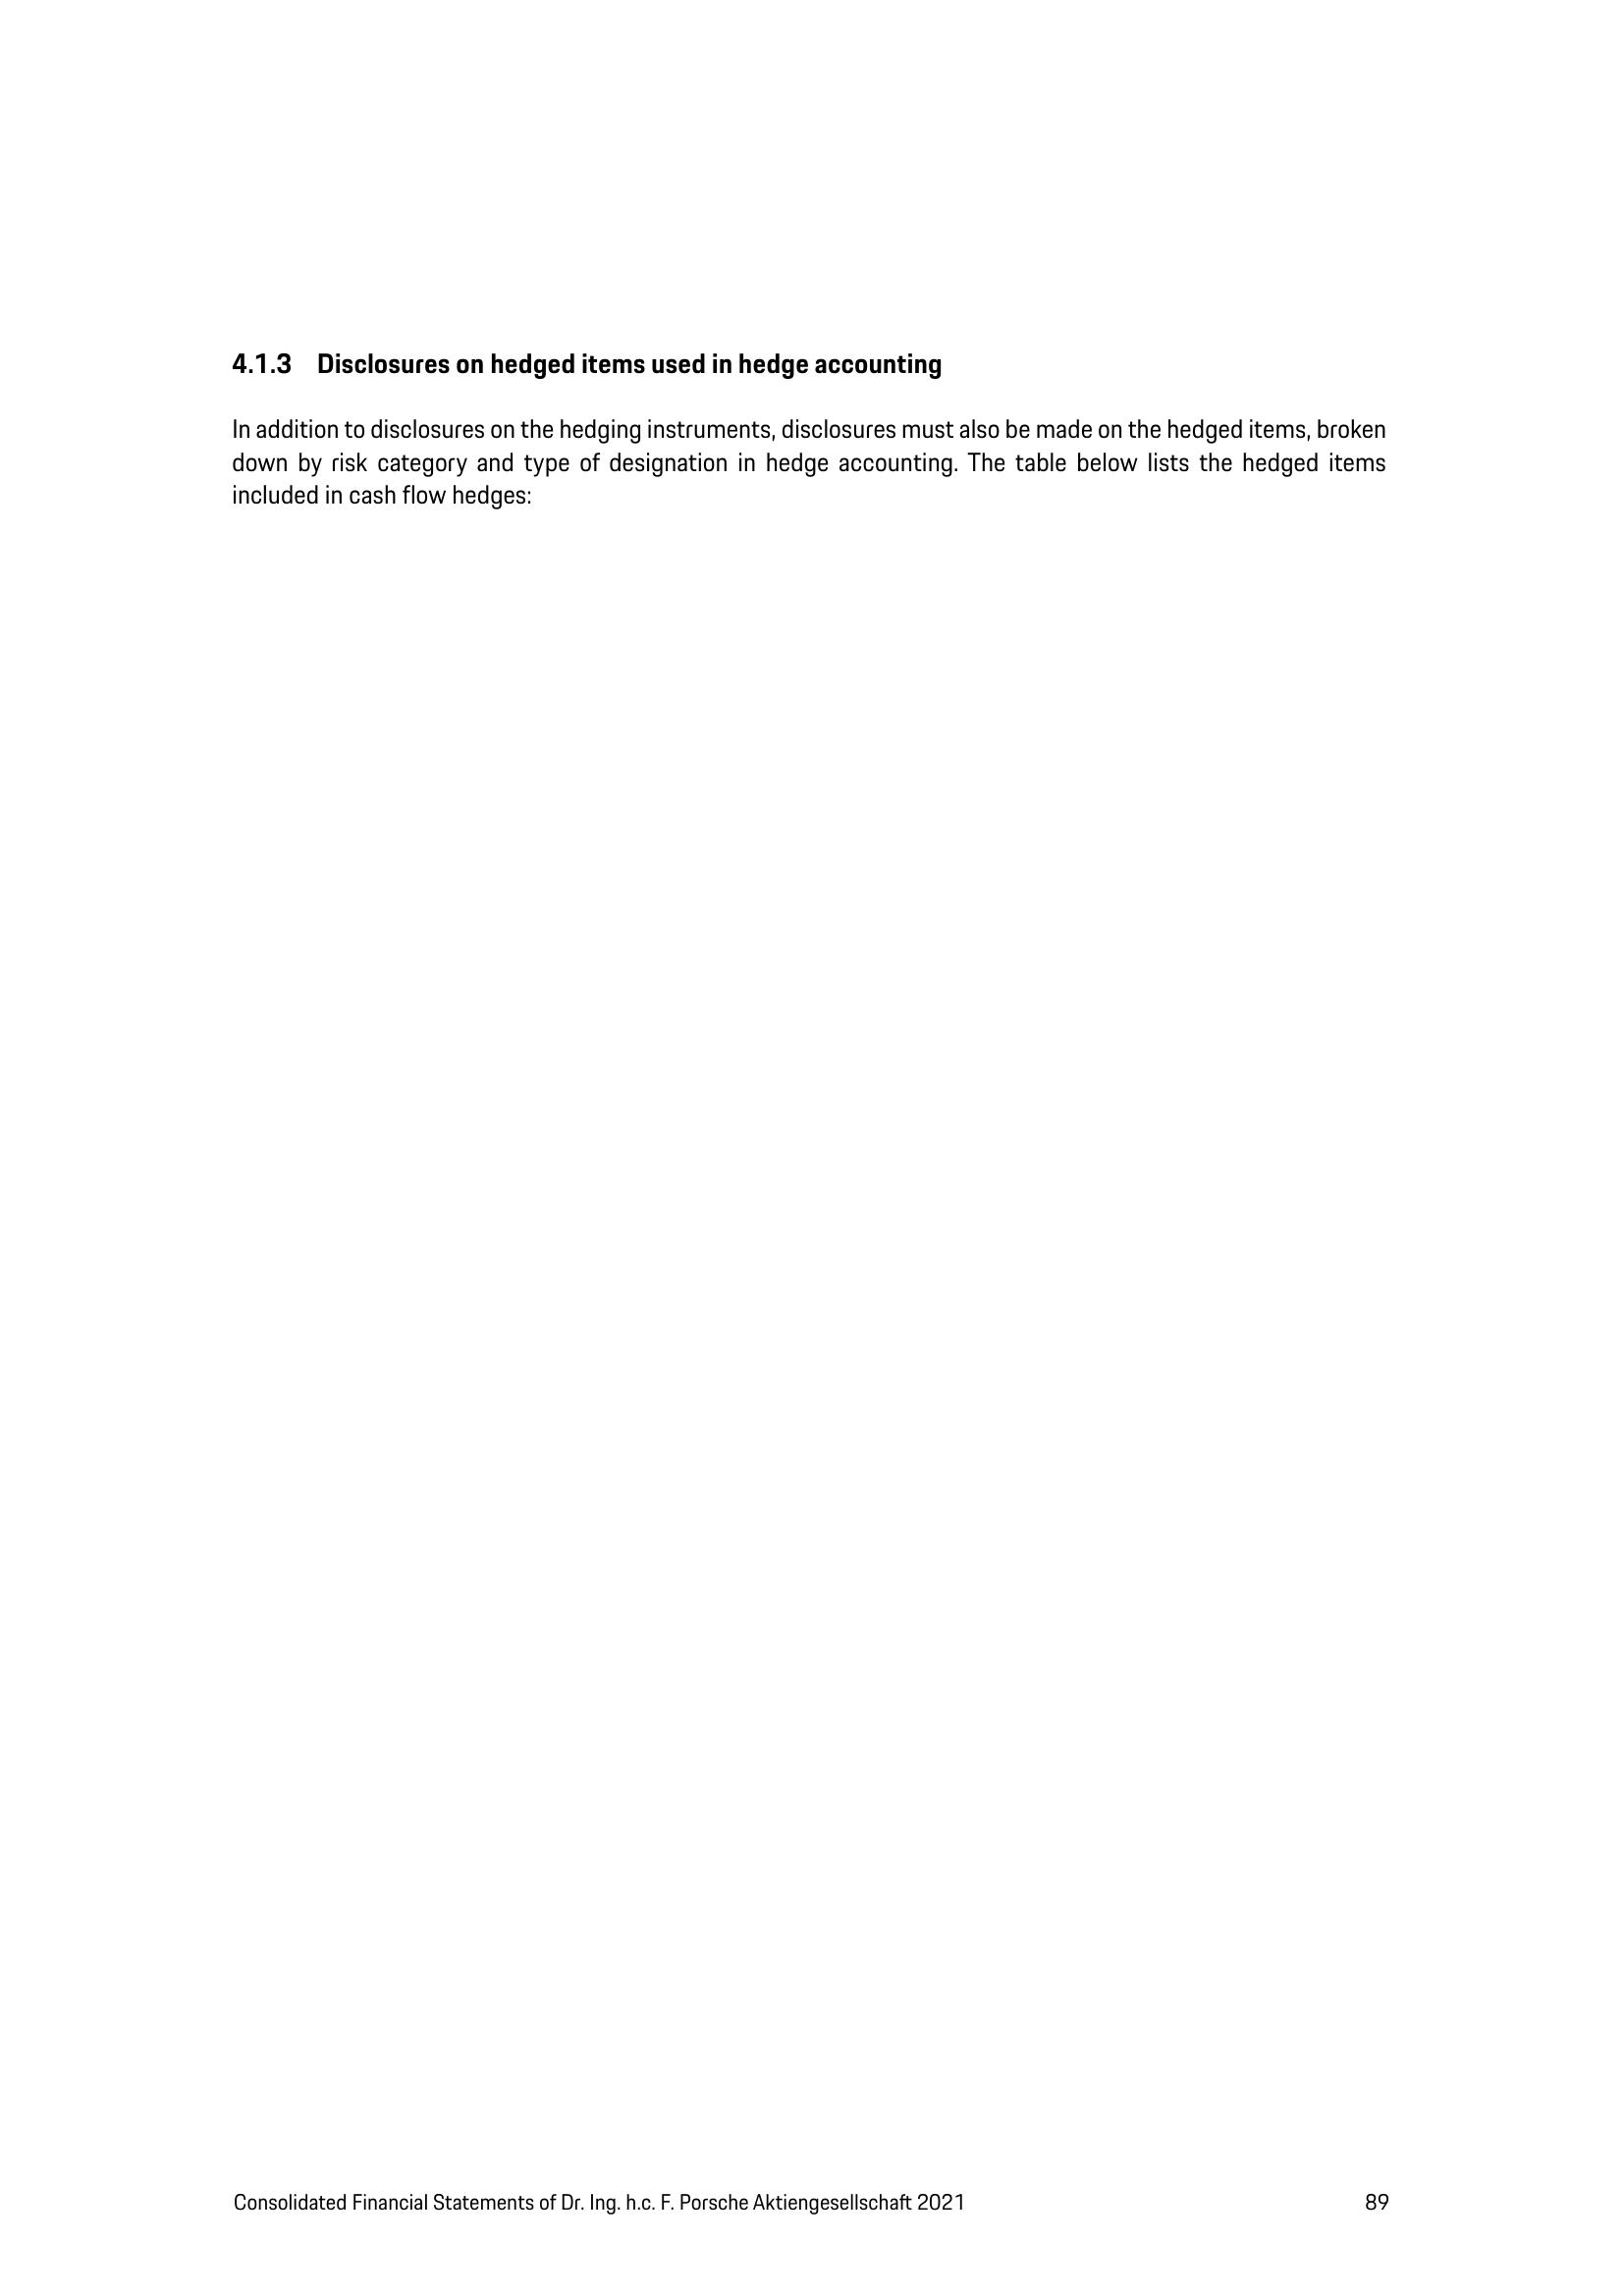 4.1.3 Disclosures on hedged items used in hedge accounting
In addition to disclosures on the hedging instruments, disclosures must also be made on the hedged items, broken
down by risk category and type of designation in hedge accounting. The table below lists the hedged items
included in cash flow hedges:
Consolidated Financial Statements of Dr. Ing. h.c. F. Porsche Aktiengesellschaft 2021 89